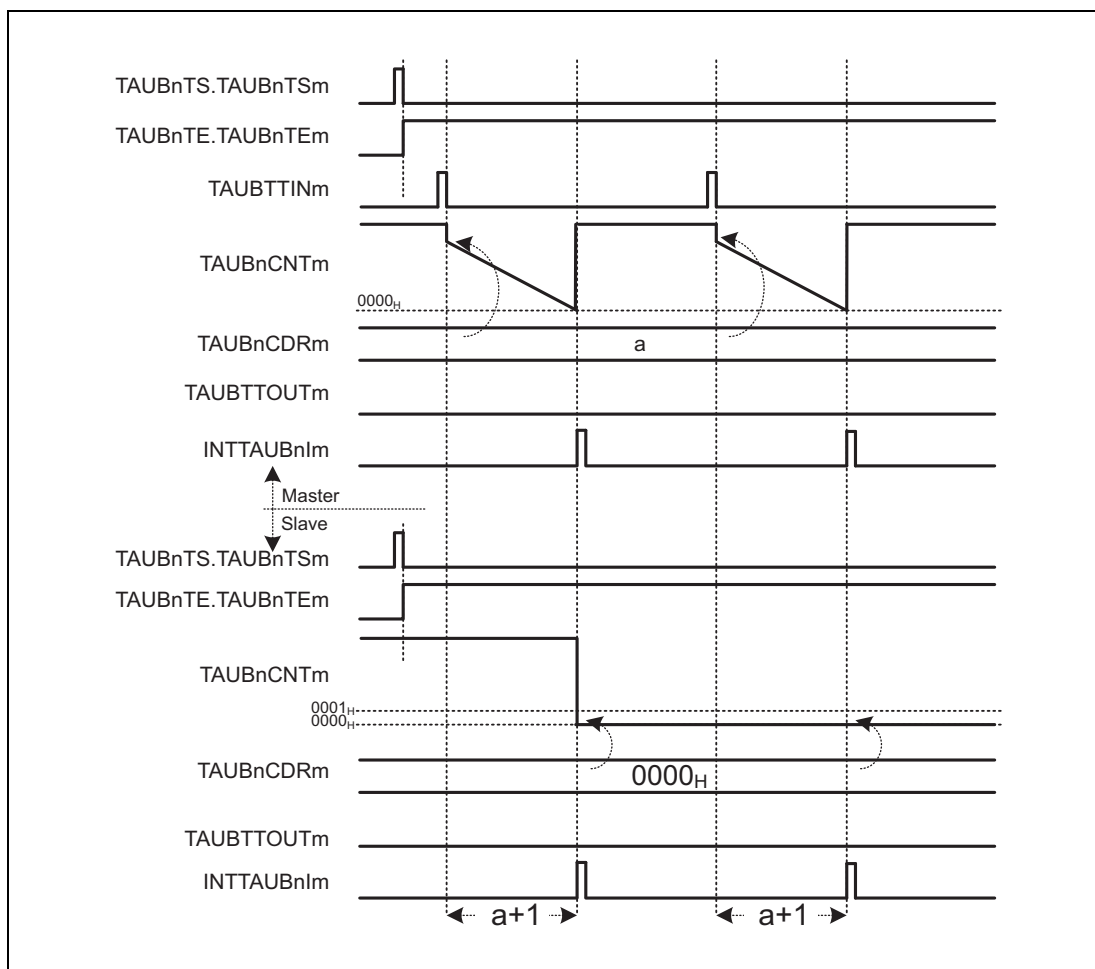 TAUBnTS.TAUBnTSm
TAUBnTE.TAUBnTEm
TAUBTTINm
TAUBnCNTm
0000H
TAUBnCDRm
a
TAUBTTOUTm
INTTAUBnIm
Master
Slave
TAUBnTS.TAUBnTSm
TAUBnTE.TAUBnTEm
TAUBnCNTm
0001H
0000H
TAUBnCDRm
0000H
TAUBTTOUTm
INTTAUBnIm
a+1 a+1